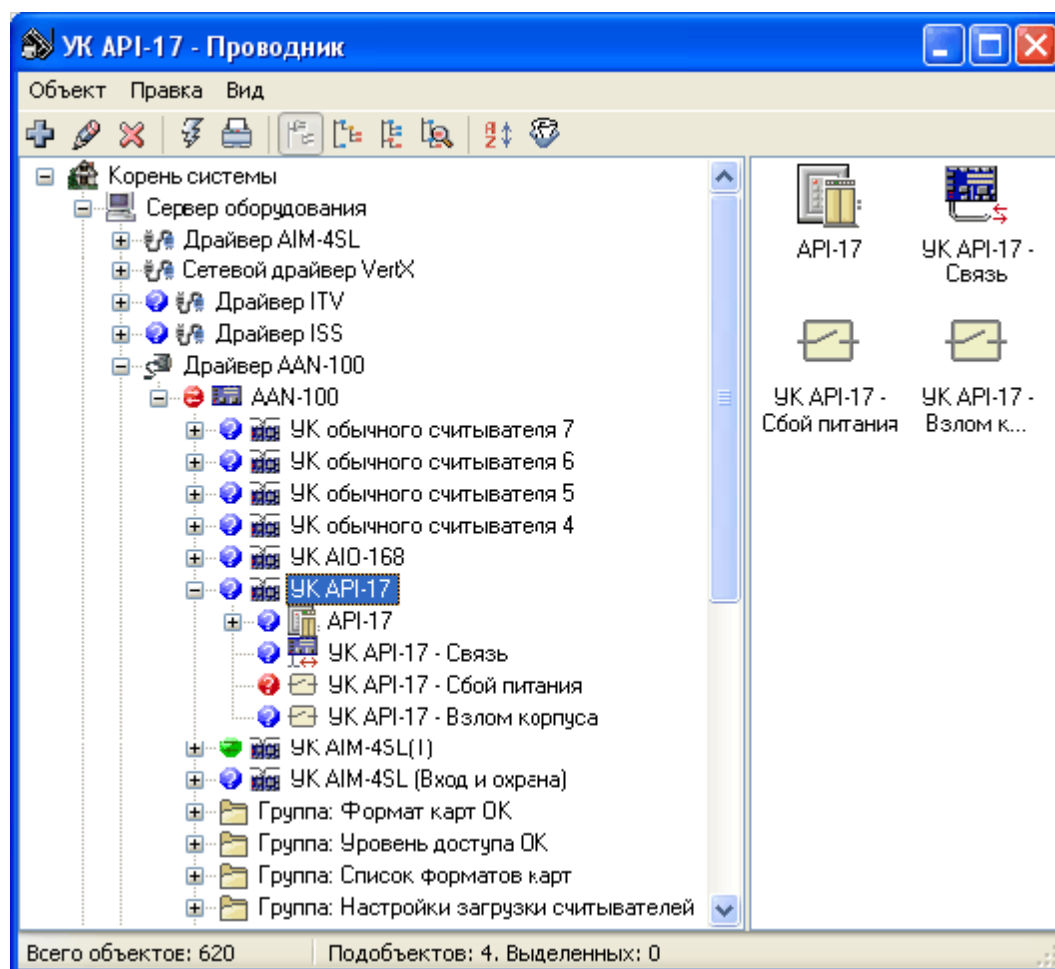 УК API-17 - Проводник
Объект Правка Вид
Корень системы
Сервер оборудования
Драйвер AIM-4SL
Сетевой драйвер VertX
Драйвер ITV
Драйвер ISS
Драйвер AAN-100
AAN-100
УК обычного считывателя 7
УК обычного считывателя 6
УК обычного считывателя 5
УК обычного считывателя 4
УК AIO-168
УК API-17
API-17
УК API-17 - Связь
УК API-17 - Сбой питания
УК API-17 - Взлом корпуса
УК AIM-4SL(1)
УК AIM-4SL (Вход и охрана)
Группа: Формат карт ОК
Группа: Уровень доступа ОК
Группа: Список форматов карт
Группа: Настройки загрузки считывателей
API-17
УК API-17 -
Связь
УК API-17 -
Сбой питания
УК API-17 -
Взлом к...
Всего объектов: 620
Подобъектов: 4. Выделенных: 0